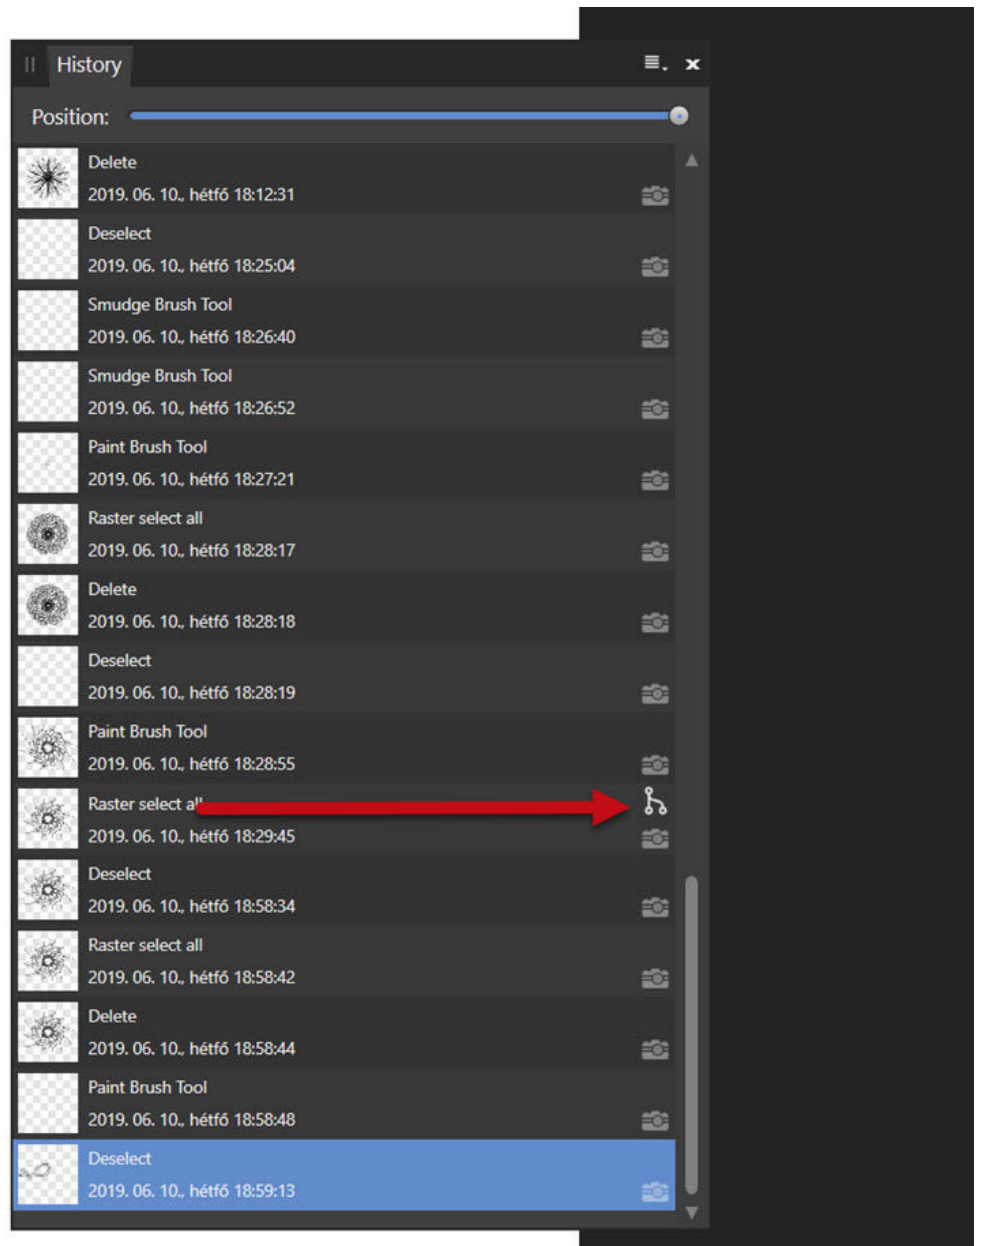 History
Position:
Delete
2019. 06. 10., hétfő 18:12:31
Deselect
2019. 06. 10., hétfő 18:25:04
Smudge Brush Tool
2019. 06. 10., hétfő 18:26:40
Smudge Brush Tool
2019. 06. 10., hétfő 18:26:52
Paint Brush Tool
2019. 06. 10., hétfő 18:27:21
Raster select all
2019. 06. 10., hétfő 18:28:17
Delete
2019. 06. 10., hétfő 18:28:18
Deselect
2019. 06. 10., hétfő 18:28:19
Paint Brush Tool
2019. 06. 10., hétfő 18:28:55
Raster select all
2019. 06. 10., hétfő 18:29:45
Deselect
2019. 06. 10., hétfő 18:58:34
Raster select all
2019. 06. 10., hétfő 18:58:42
Delete
2019. 06. 10., hétfő 18:58:44
Paint Brush Tool
2019. 06. 10., hétfő 18:58:48
Deselect
2019. 06. 10., hétfő 18:59:13